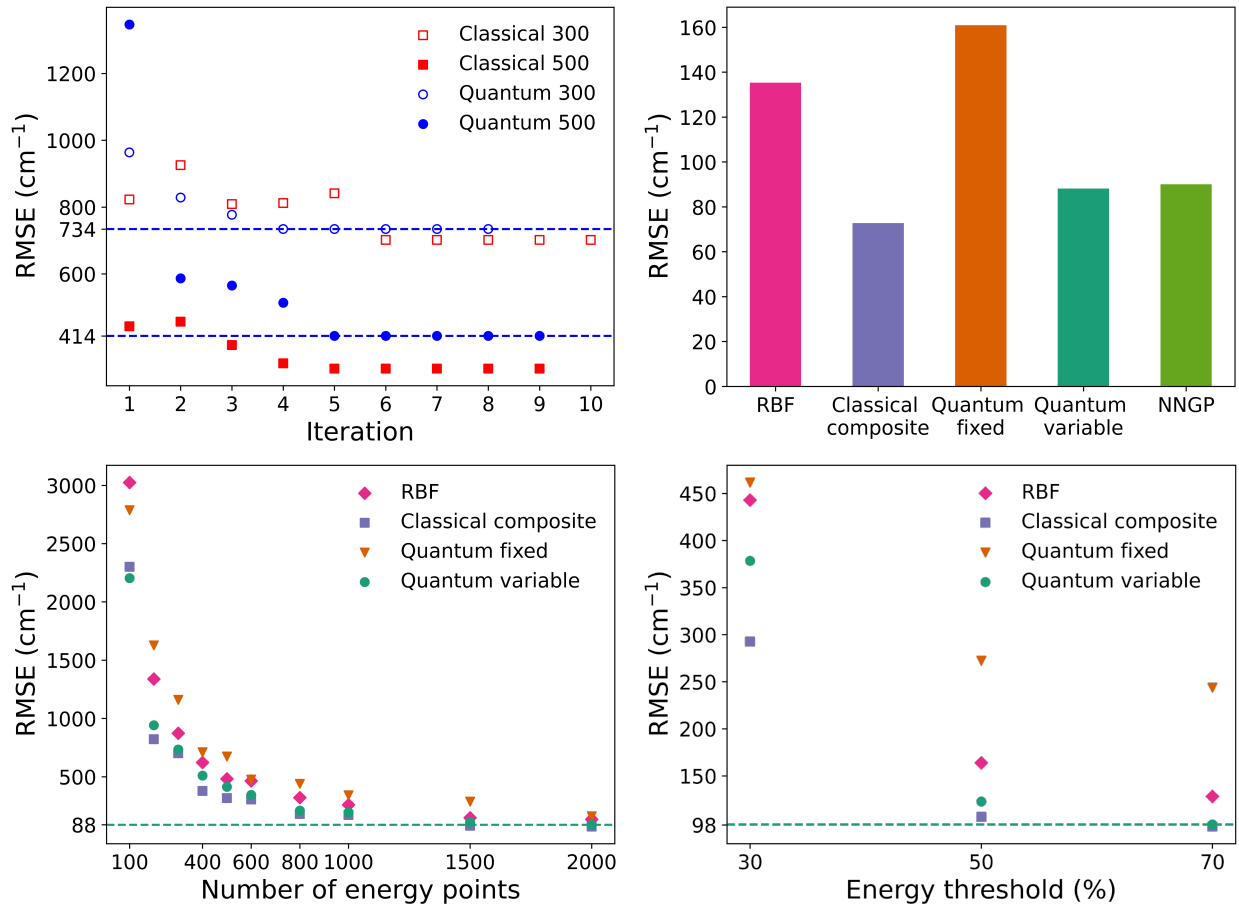 RMSE (cm⁻¹)
1200
1000
800
734
600
414
Classical 300
Classical 500
Quantum 300
Quantum 500
1 2 3 4 5 6 7 8 9 10
Iteration
RMSE (cm⁻¹)
160
140
120
100
80
60
40
20
0
RBF Classical composite Quantum fixed Quantum variable NNGP
RMSE (cm⁻¹)
3000
2500
2000
1500
1000
500
88
RBF
Classical composite
Quantum fixed
Quantum variable
100 400 600 800 1000 1500 2000
Number of energy points
RMSE (cm⁻¹)
450
400
350
300
250
200
150
98
RBF
Classical composite
Quantum fixed
Quantum variable
30 50 70
Energy threshold (%)